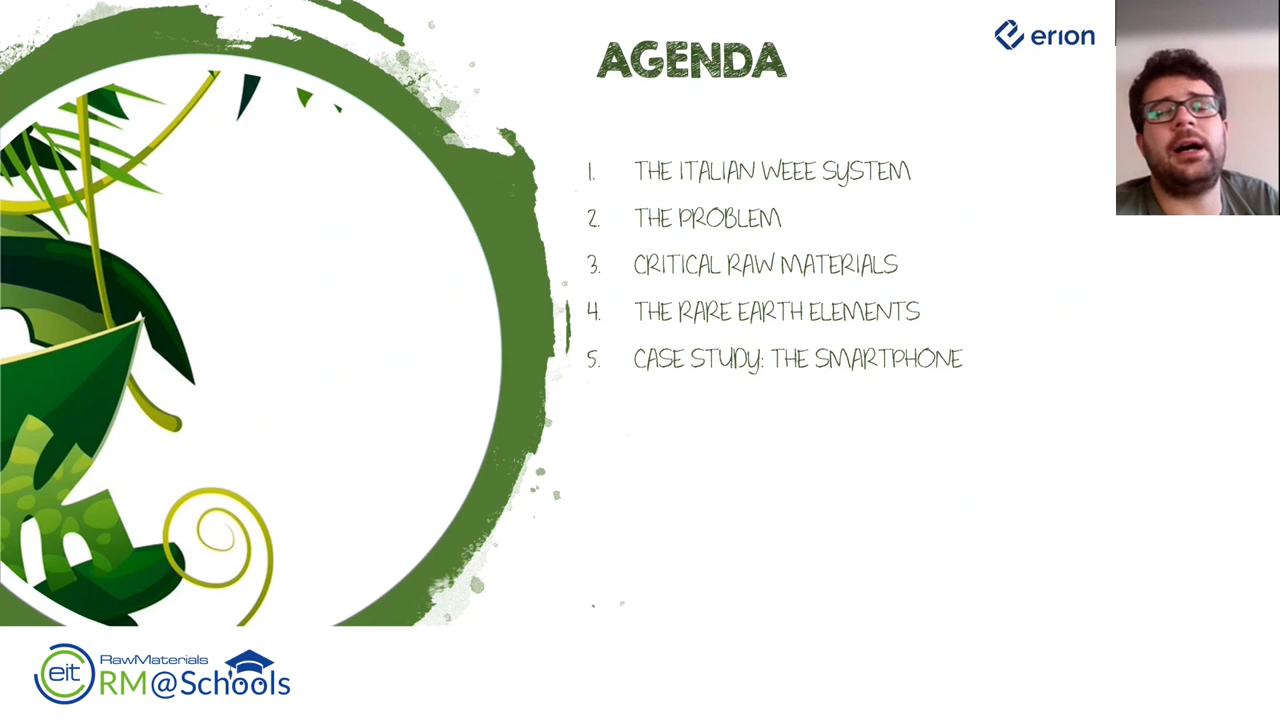 AGENDA
erion
1. THE ITALIAN WEEE SYSTEM
2. THE PROBLEM
3. CRITICAL RAW MATERIALS
4. THE RARE EARTH ELEMENTS
5. CASE STUDY: THE SMARTPHONE
eit RawMaterials
RM@Schools